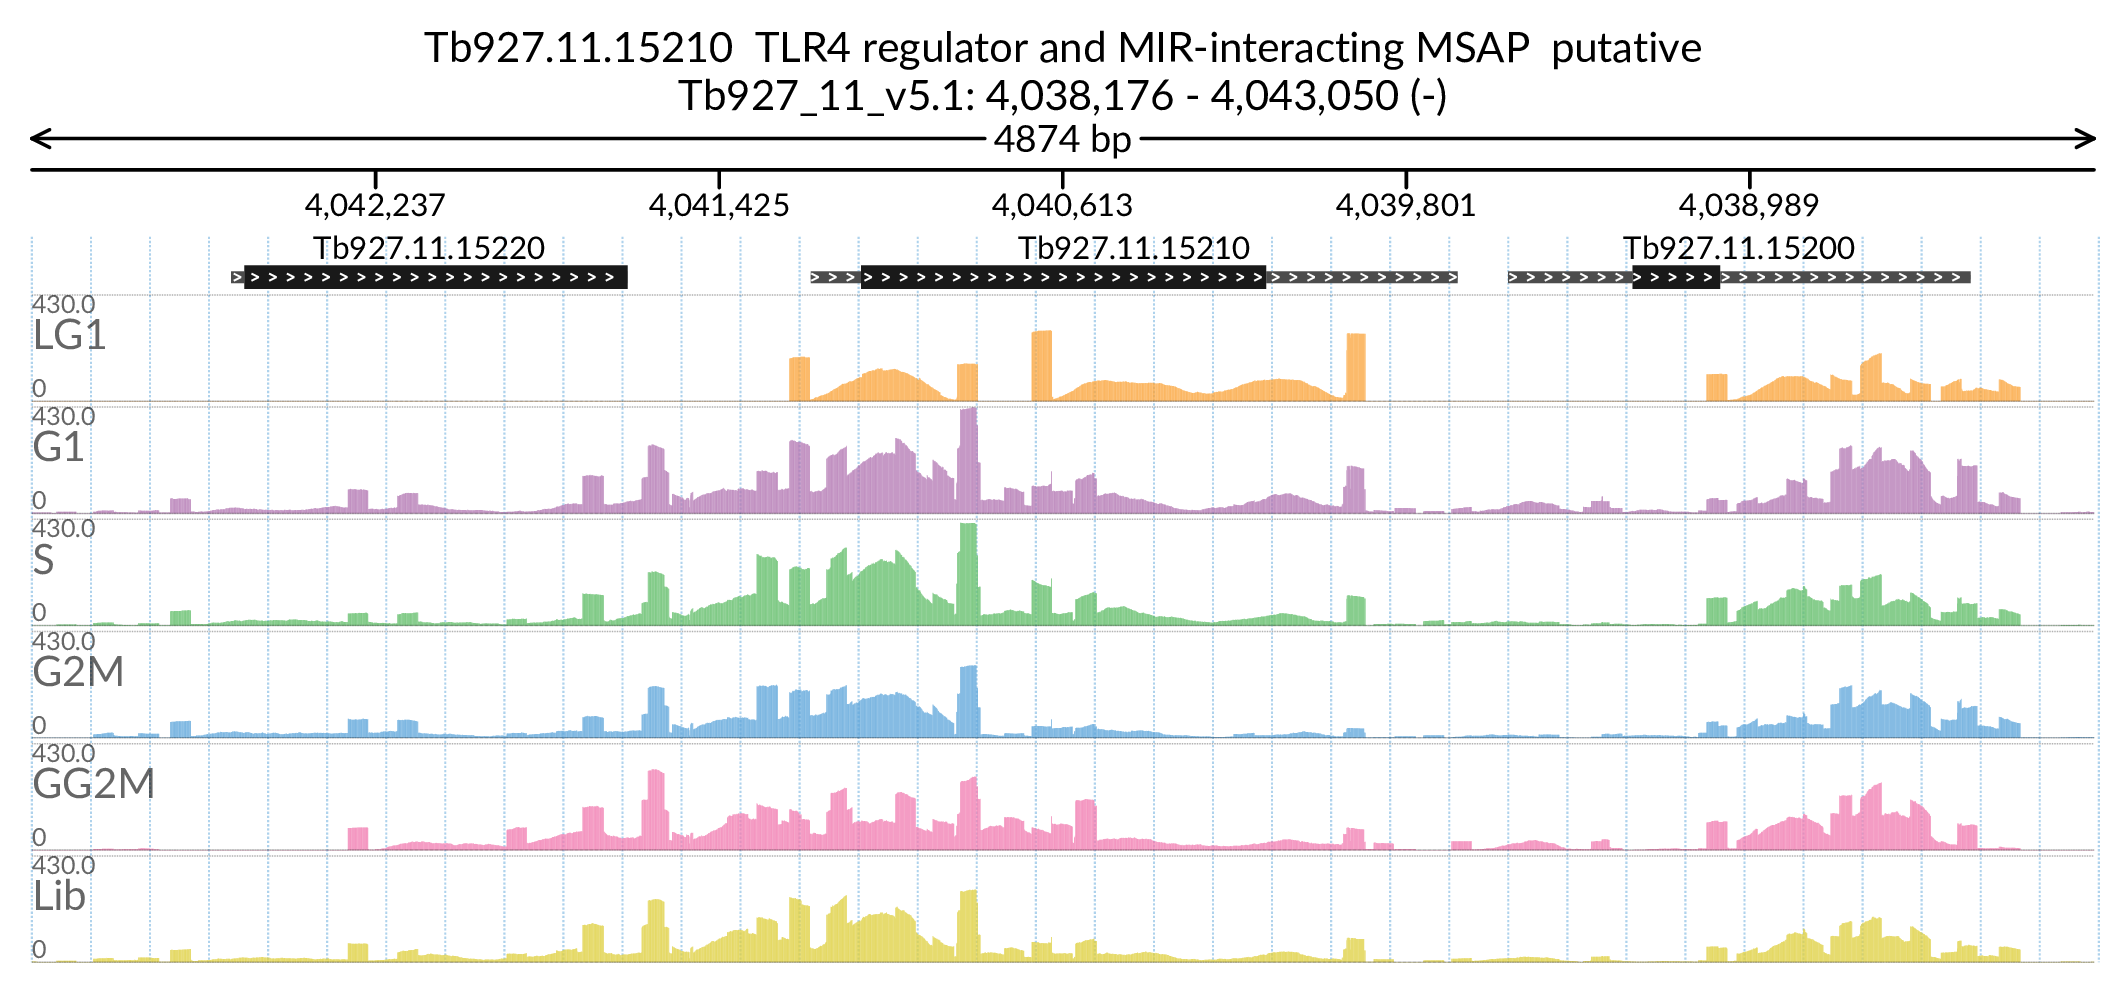 Tb927.11.15210  TLR4 regulator and MIR-interacting MSAP  putative
Tb927_11_v5.1: 4,038,176 - 4,043,050 (-)
4874 bp
4,042,237 4,041,425 4,040,613 4,039,801 4,038,989
Tb927.11.15220 Tb927.11.15210 Tb927.11.15200
430.0
LG1
0
430.0
G1
0
430.0
S
0
430.0
G2M
0
430.0
GG2M
0
430.0
Lib
0